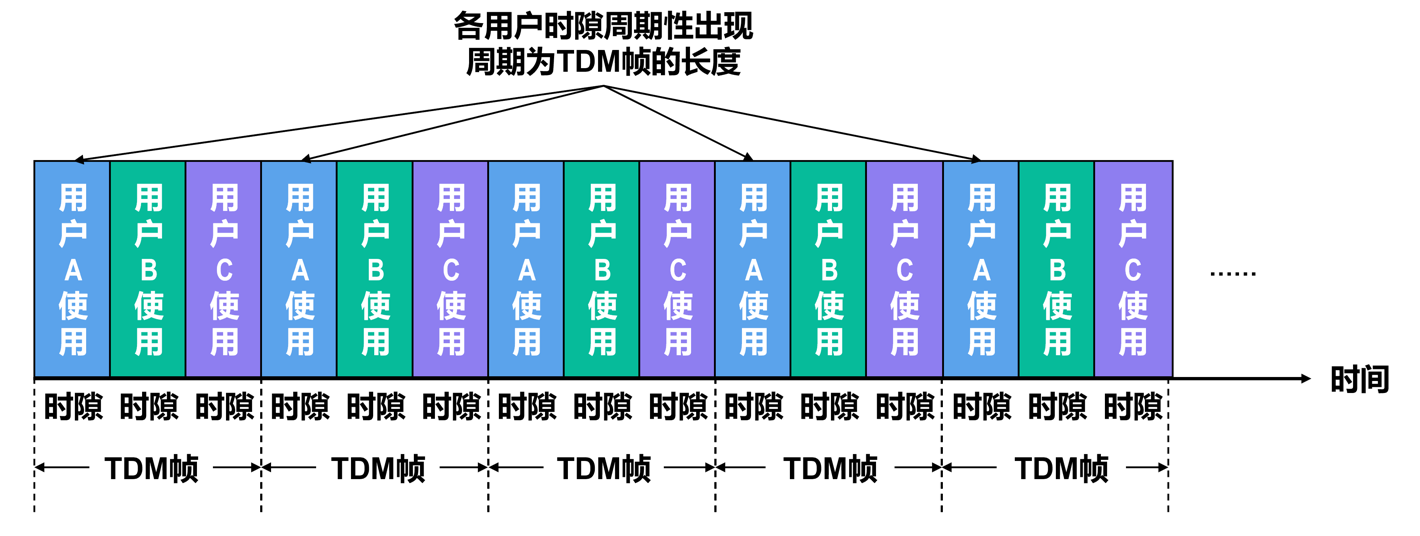 各用户时隙周期性出现
周期为TDM帧的长度
用户A使用
用户B使用
用户C使用
用户A使用
用户B使用
用户C使用
用户A使用
用户B使用
用户C使用
用户A使用
用户B使用
用户C使用
用户A使用
用户B使用
用户C使用
……
时间
时隙 时隙 时隙 时隙 时隙 时隙 时隙 时隙 时隙 时隙 时隙 时隙 时隙 时隙 时隙
TDM帧 TDM帧 TDM帧 TDM帧 TDM帧